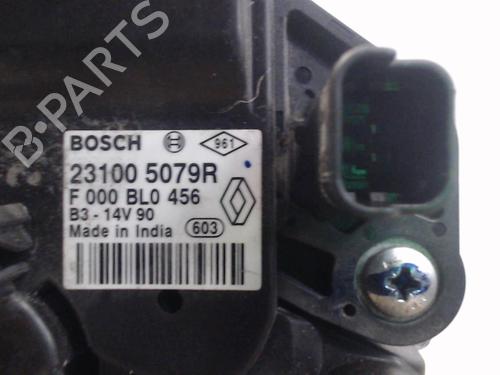 B-PARTS
BOSCH 961
23100 5079R
F 000 BL0 456
B3 - 14V 90
Made in India 603